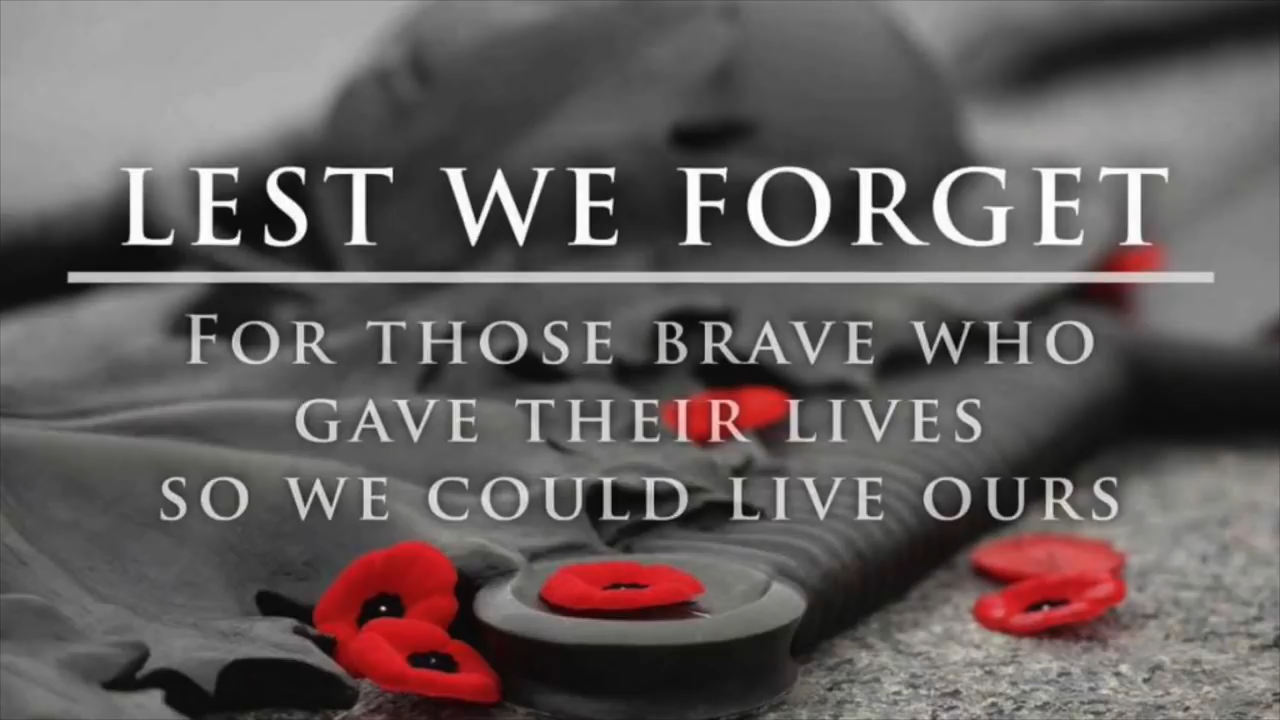 LEST WE FORGET
FOR THOSE BRAVE WHO
GAVE THEIR LIVES
SO WE COULD LIVE OURS